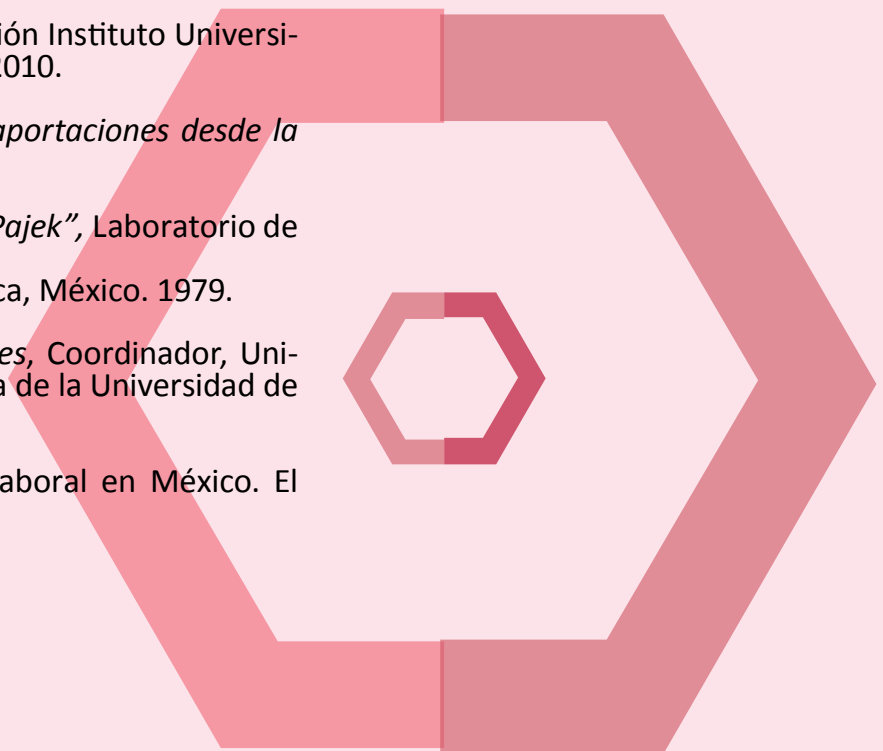 ión Instituto Universi-
2010.
aportaciones desde la
Pajek”, Laboratorio de
ca, México. 1979.
es, Coordinador, Uni-
a de la Universidad de
aboral en México. El